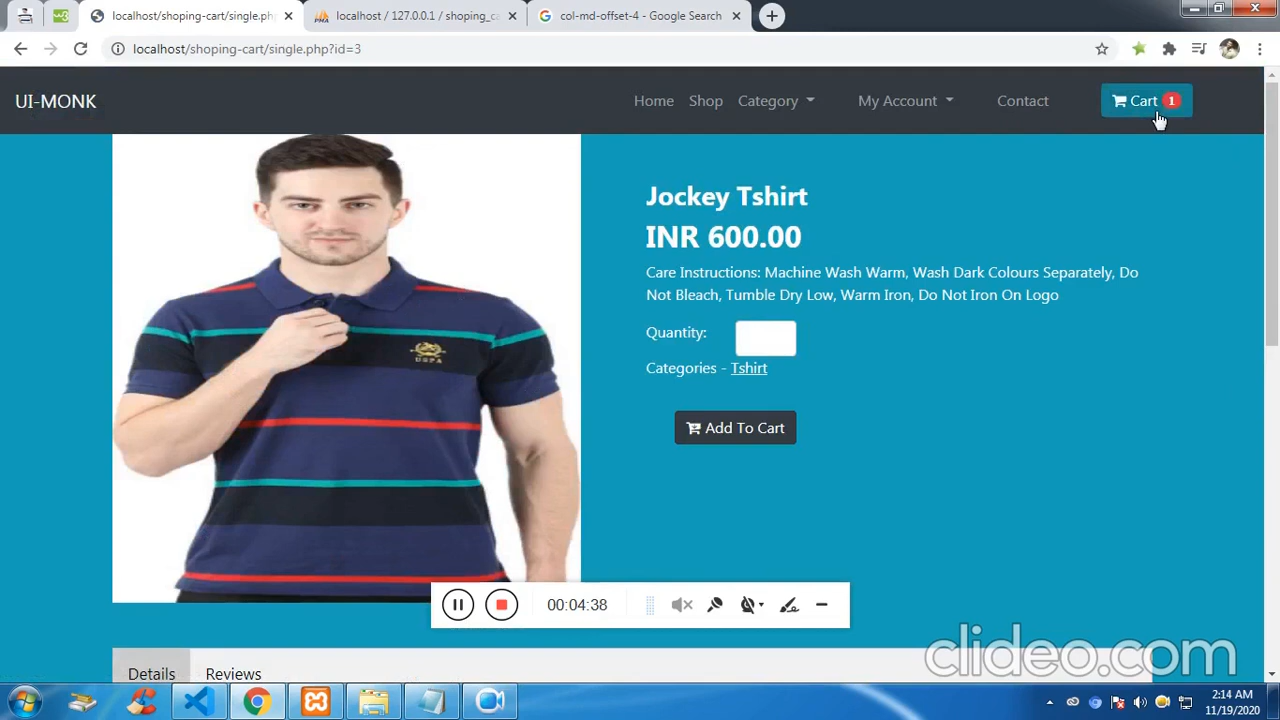 localhost/shoping-cart/single.ph
localhost / 127.0.0.1 / shoping_c
col-md-offset-4 - Google Search
localhost/shoping-cart/single.php?id=3
UI-MONK
Home
Shop
Category
My Account
Contact
Cart 1
Jockey Tshirt
INR 600.00
Care Instructions: Machine Wash Warm, Wash Dark Colours Separately, Do
Not Bleach, Tumble Dry Low, Warm Iron, Do Not Iron On Logo
Quantity:
Categories - Tshirt
Add To Cart
USPA
00:04:38
clideo.com
Details
Reviews
2:14 AM
11/19/2020